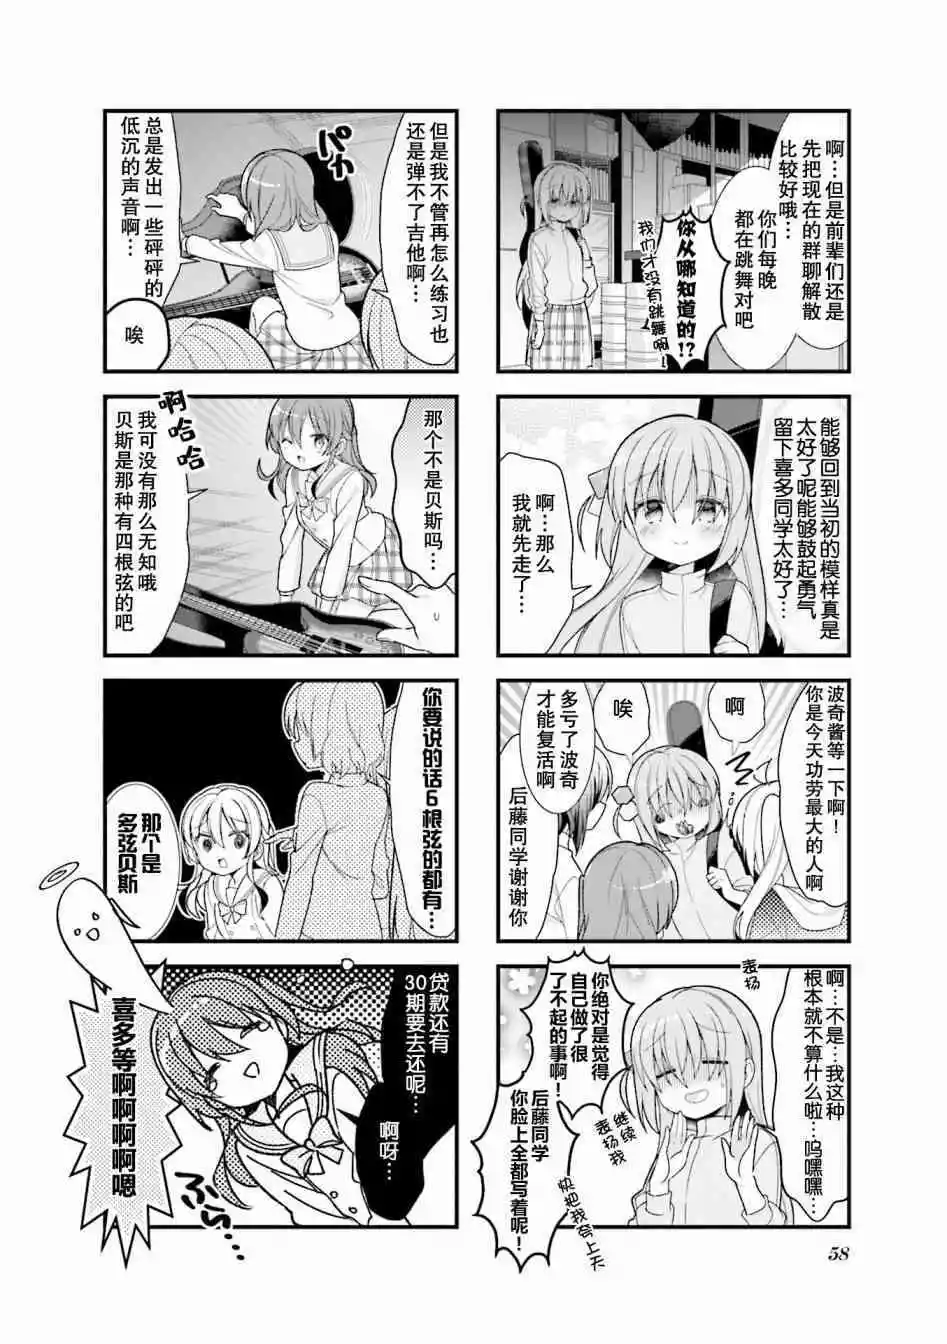 啊…但是前辈们还是
先把现在的群聊解散
比较好哦…
你们每晚
都在跳舞对吧
你从哪知道的!?
我们才没有跳舞啊！
能够回到当初的模样真是
太好了呢能够鼓起勇气
留下喜多同学太好了…
啊…那么
我就先走了…
波奇酱等一下啊！
你是今天功劳最大的人啊
啊
唉
多亏了波奇
才能复活啊
后藤同学谢谢你
啊…不是…我这种
根本就不算什么啦…呜嘿嘿…
表扬
继续
表扬我
快把我夸上天
你绝对是觉得
自己做了很
了不起的事啊！
后藤同学
你脸上全都写着呢！
但是我不管再怎么练习也
还是弹不了吉他啊…
パカ
总是发出一些砰砰的
低沉的声音啊…
唉
那个不是贝斯吗…
啊哈哈
我可没有那么无知哦
贝斯是那种有四根弦的吧
你要说的话6根弦的都有…
那个是
多弦贝斯
贷款还有
30期要去还呢…
啊呀…
ふら…
喜多等啊啊啊啊嗯
58